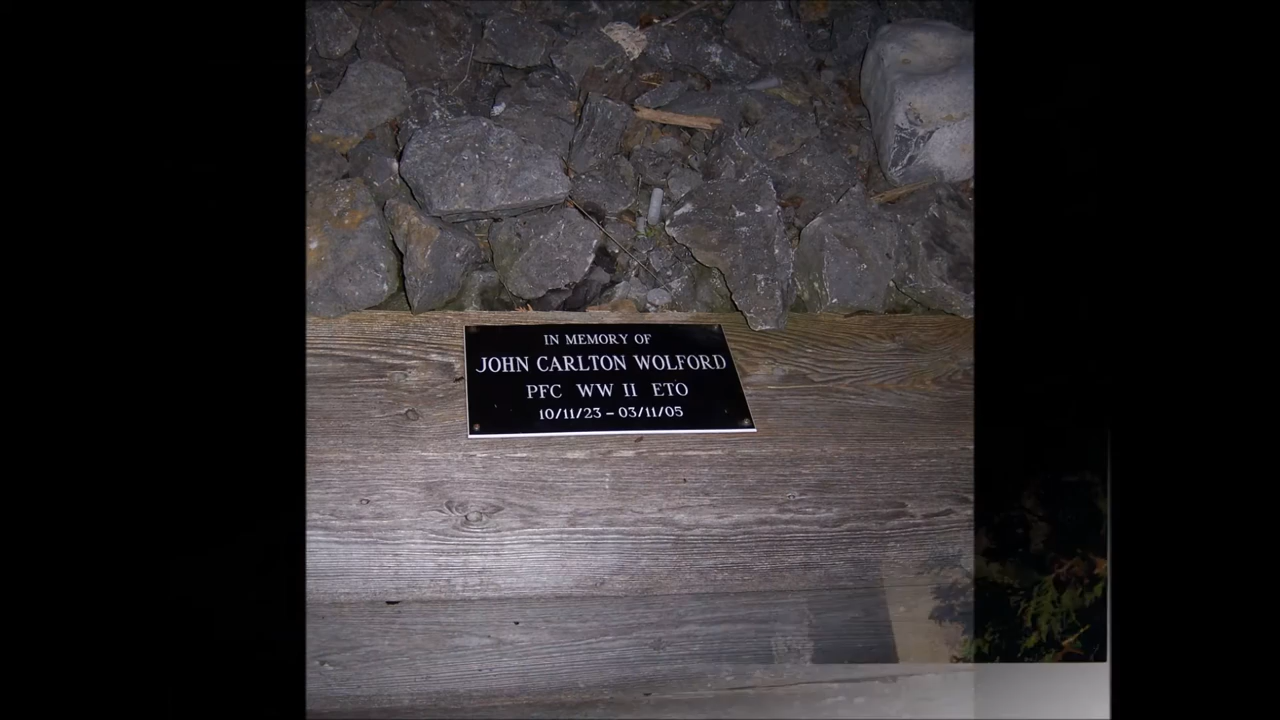 IN MEMORY OF
JOHN CARLTON WOLFORD
PFC WW II ETO
10/11/23 – 03/11/05